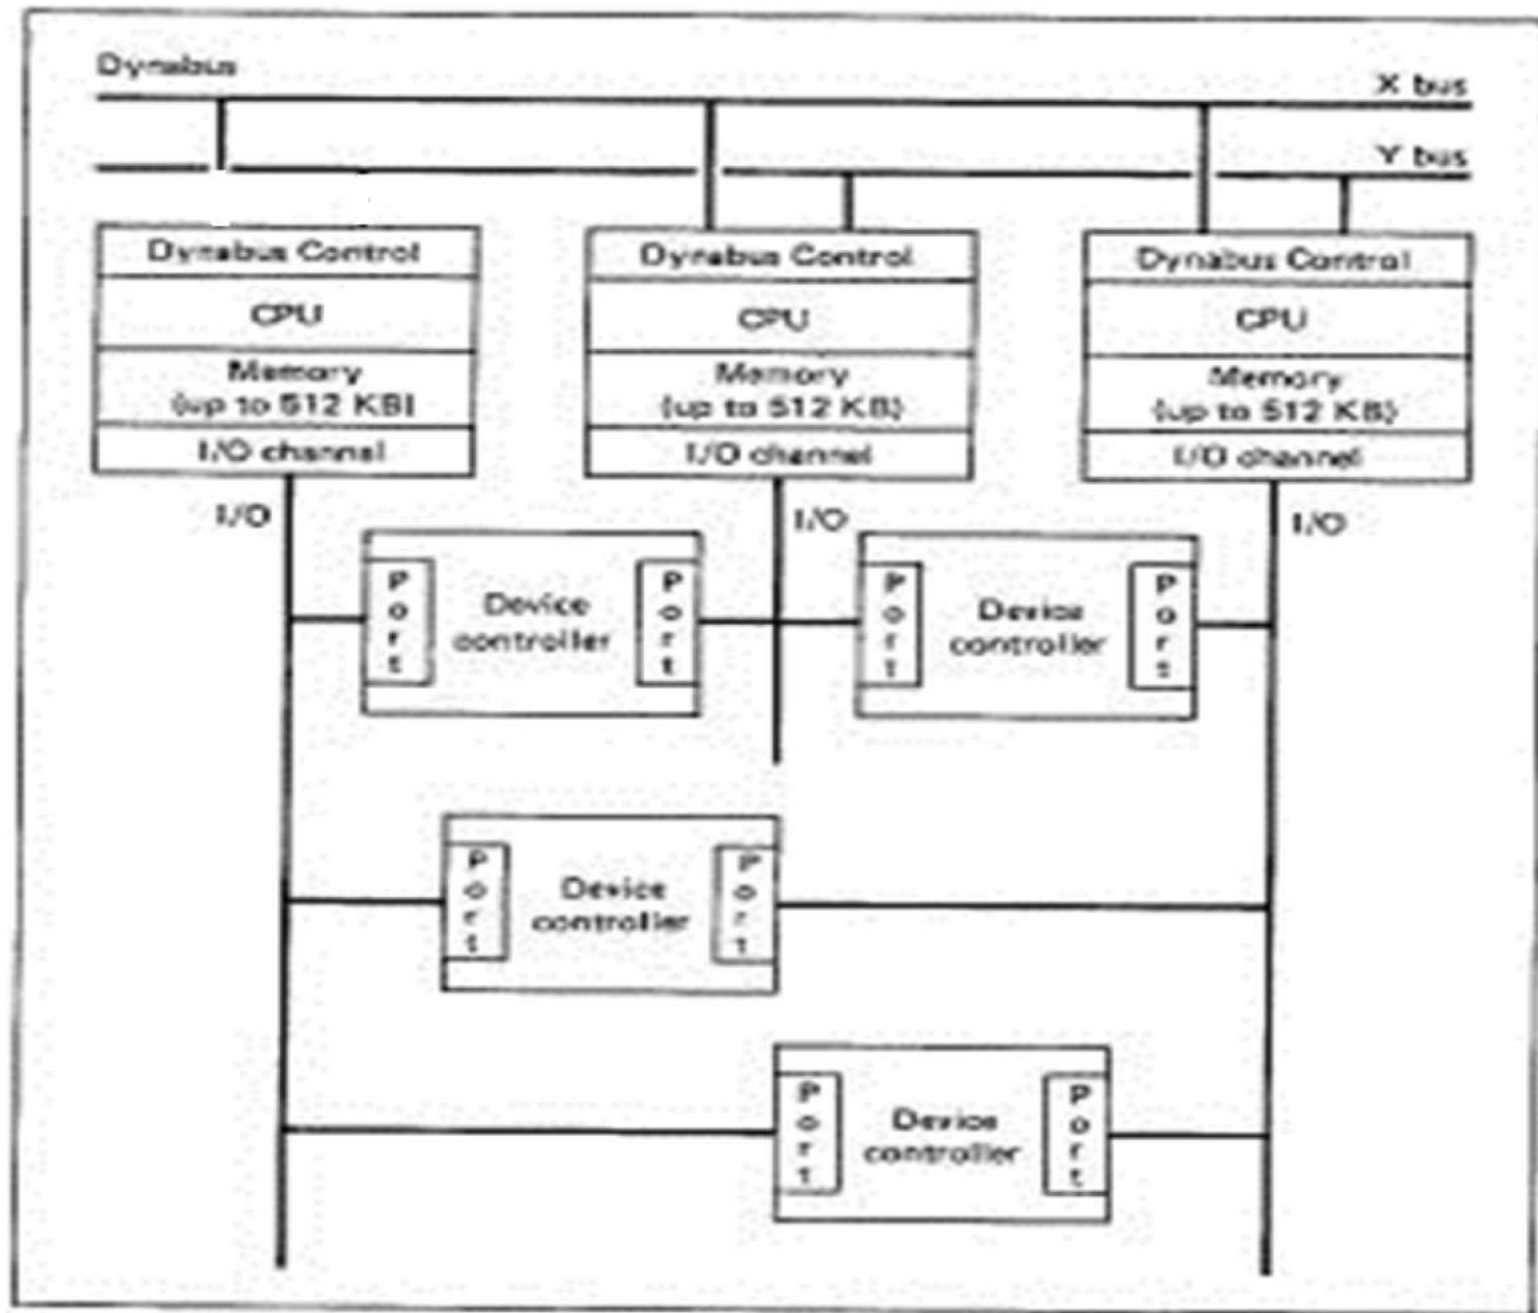 Dynabus
X bus
Y bus
Dynabus Control
CPU
Memory
(up to 512 KB)
I/O channel
Dynabus Control
CPU
Memory
(up to 512 KB)
I/O channel
Dynabus Control
CPU
Memory
(up to 512 KB)
I/O channel
I/O
I/O
I/O
Port
Device
controller
Port
Port
Device
controller
Port
Port
Device
controller
Port
Port
Device
controller
Port